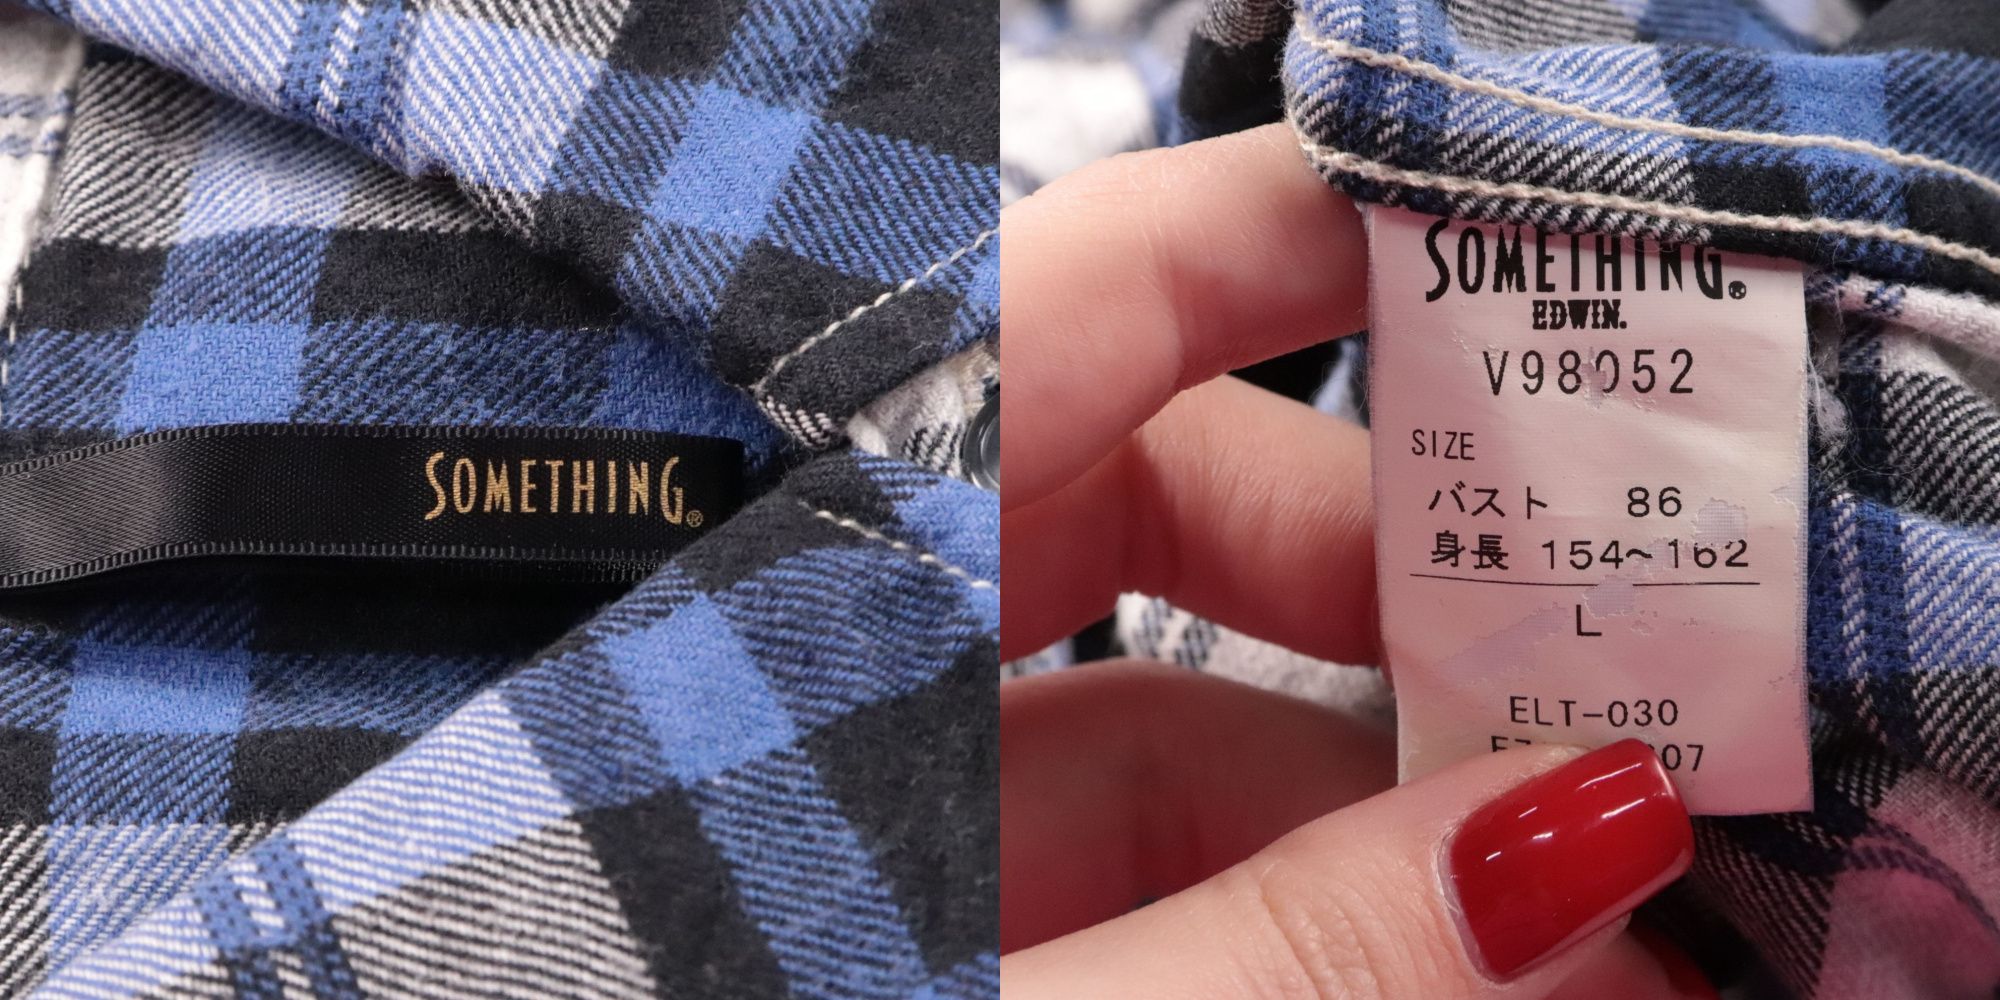 SOMETHING®
SOMETHING®
EDWIN.
V98052
SIZE
バスト 86
身長 154~162
L
ELT-030